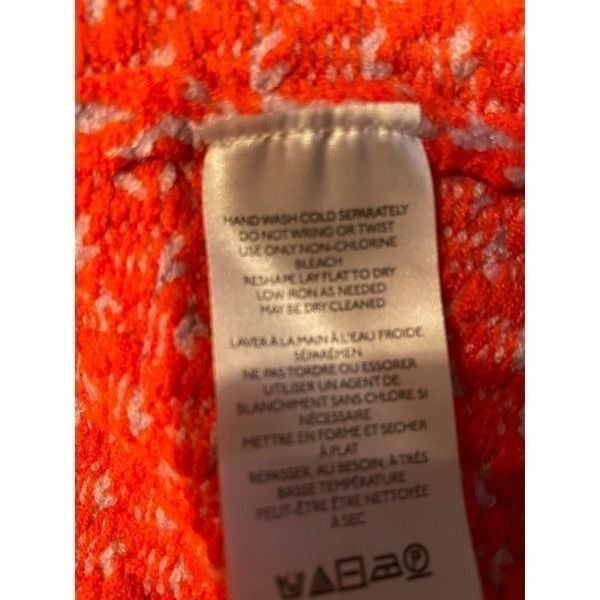 HAND WASH COLD SEPARATELY
DO NOT WRING OR TWIST
USE ONLY NON-CHLORINE
BLEACH
RESHAPE LAY FLAT TO DRY
LOW IRON AS NEEDED
MAY BE DRY CLEANED
LAVER À LA MAIN À L'EAU FROIDE
SÉPARÉMEN
NE PAS TORDRE OU ESSORER
UTILISER UN AGENT DE
BLANCHIMENT SANS CHLORE SI
NÉCESSAIRE
METTRE EN FORME ET SECHER
À PLAT
REPASSER, AU BESOIN, À TRÈS
BASSE TEMPÉRATURE
PEUT-ÊTRE ÊTRE NETTOYÉE
À SEC